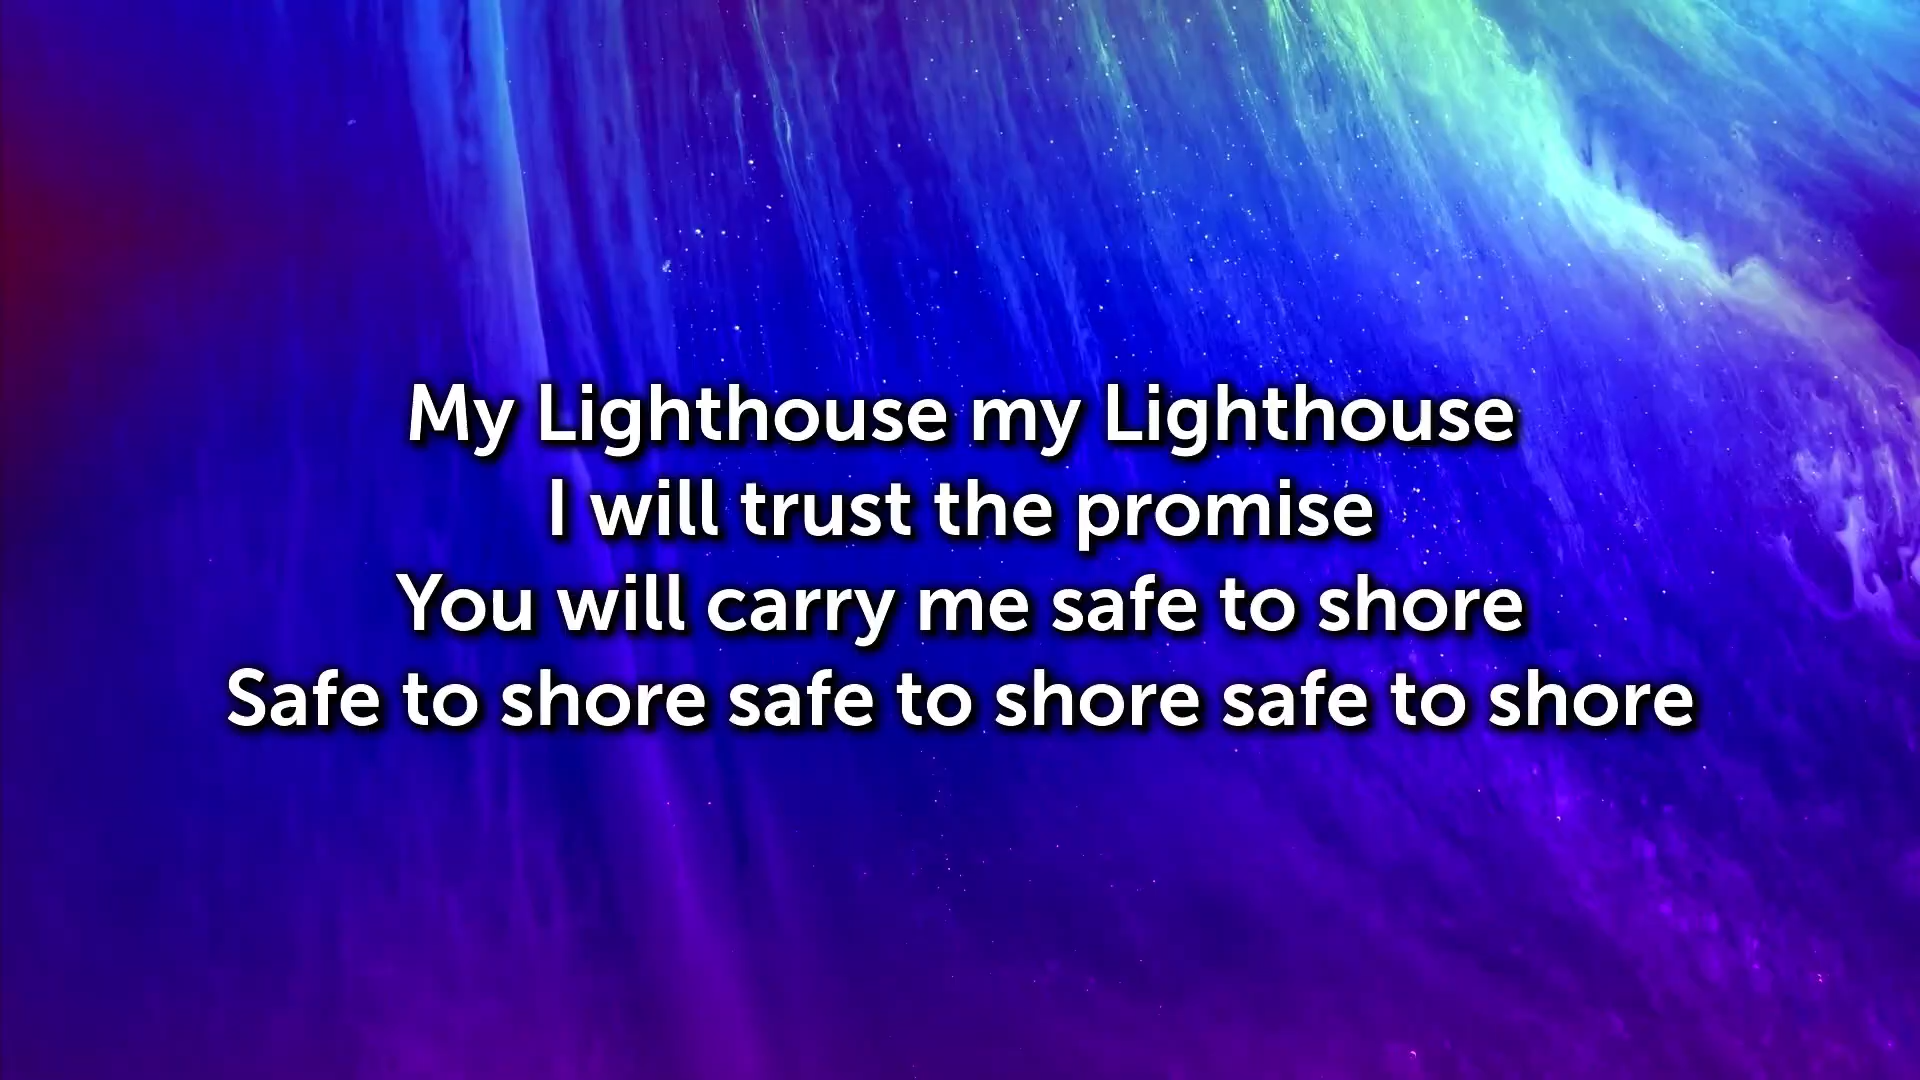 My Lighthouse my Lighthouse
I will trust the promise
You will carry me safe to shore
Safe to shore safe to shore safe to shore